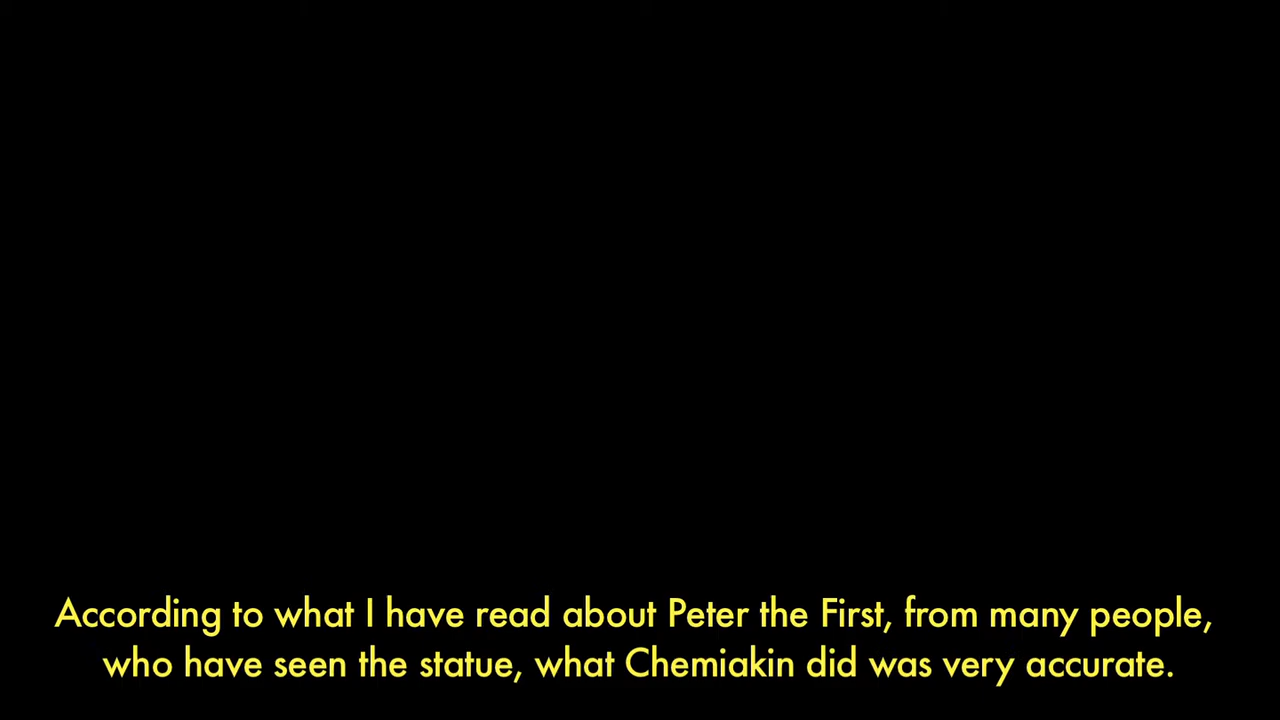 According to what I have read about Peter the First, from many people,
who have seen the statue, what Chemiakin did was very accurate.